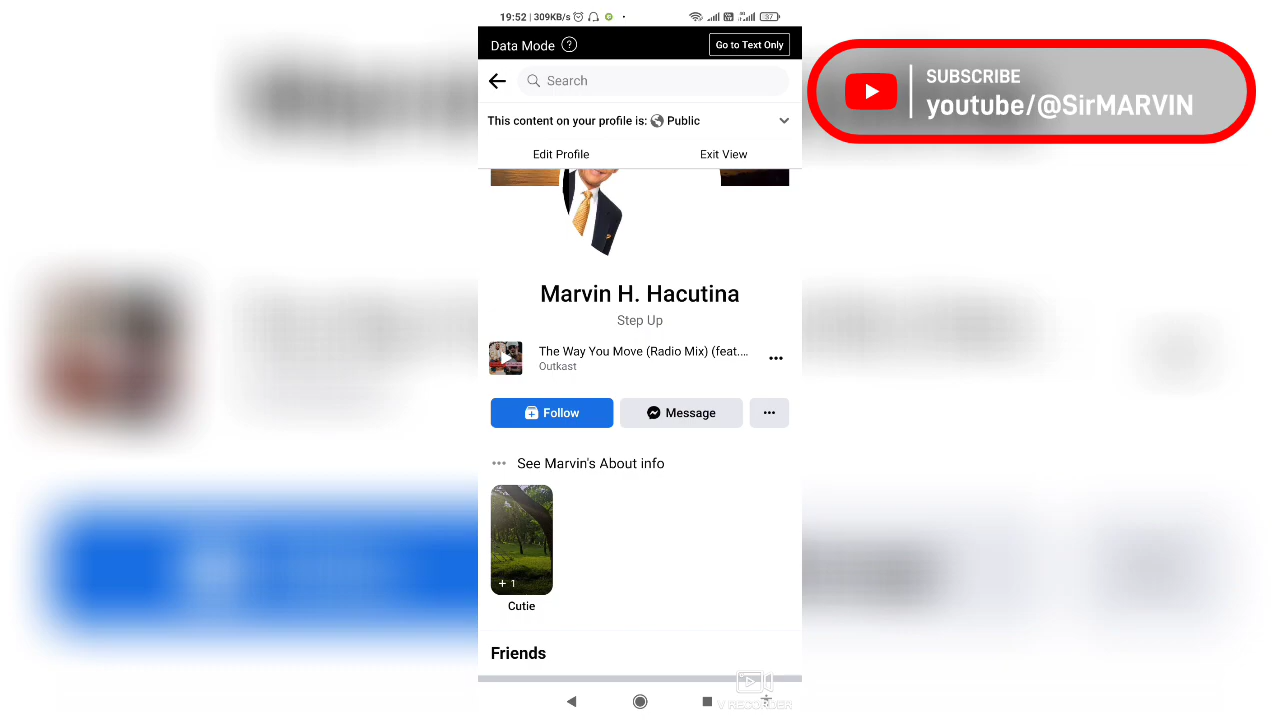 19:52 | 309KB/s
37
Data Mode ?
Go to Text Only
SUBSCRIBE
youtube/@SirMARVIN
Search
This content on your profile is: Public
Edit Profile
Exit View
Marvin H. Hacutina
Step Up
The Way You Move (Radio Mix) (feat....
Outkast
Follow
Message
See Marvin's About info
+ 1
Cutie
Friends
V RECORDER